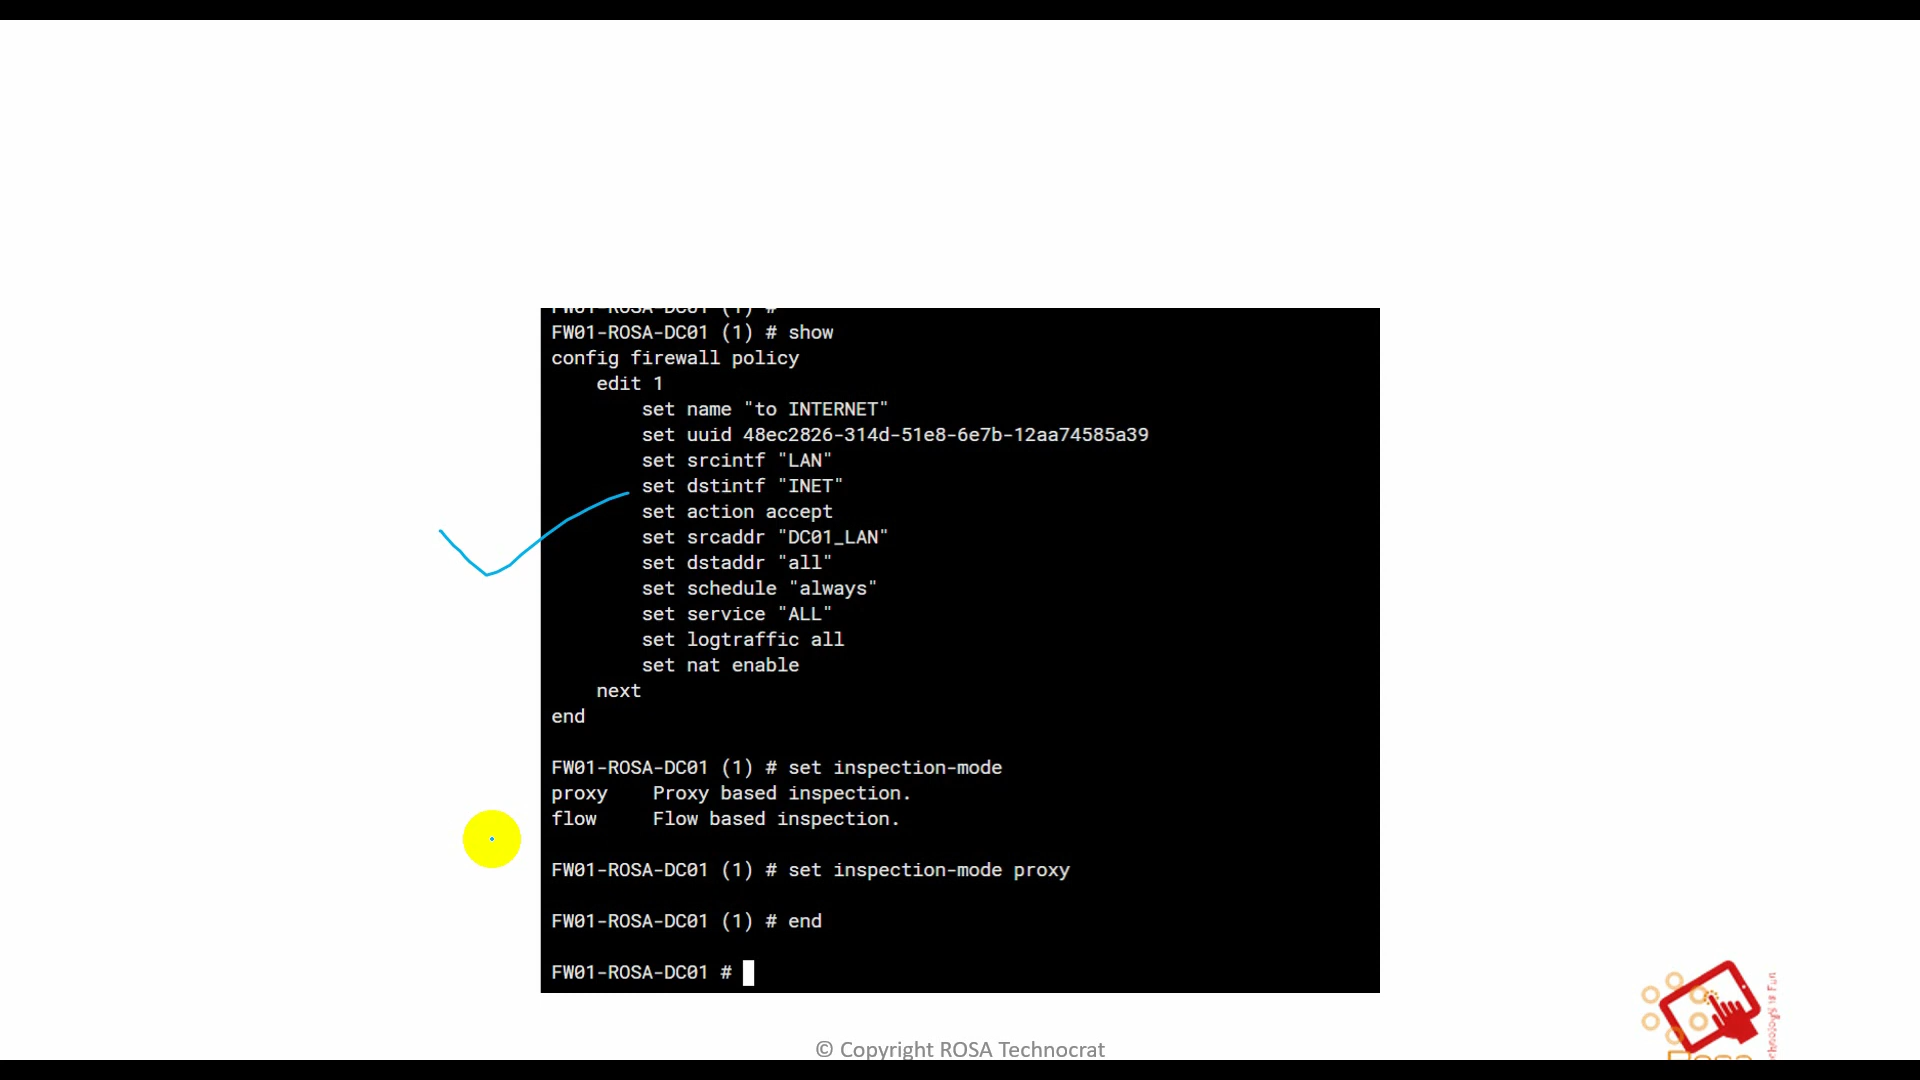 FW01-ROSA-DC01 (1) #
FW01-ROSA-DC01 (1) # show
config firewall policy
edit 1
set name "to INTERNET"
set uuid 48ec2826-314d-51e8-6e7b-12aa74585a39
set srcintf "LAN"
set dstintf "INET"
set action accept
set srcaddr "DC01_LAN"
set dstaddr "all"
set schedule "always"
set service "ALL"
set logtraffic all
set nat enable
next
end
FW01-ROSA-DC01 (1) # set inspection-mode
proxy    Proxy based inspection.
flow     Flow based inspection.
FW01-ROSA-DC01 (1) # set inspection-mode proxy
FW01-ROSA-DC01 (1) # end
FW01-ROSA-DC01 #
© Copyright ROSA Technocrat